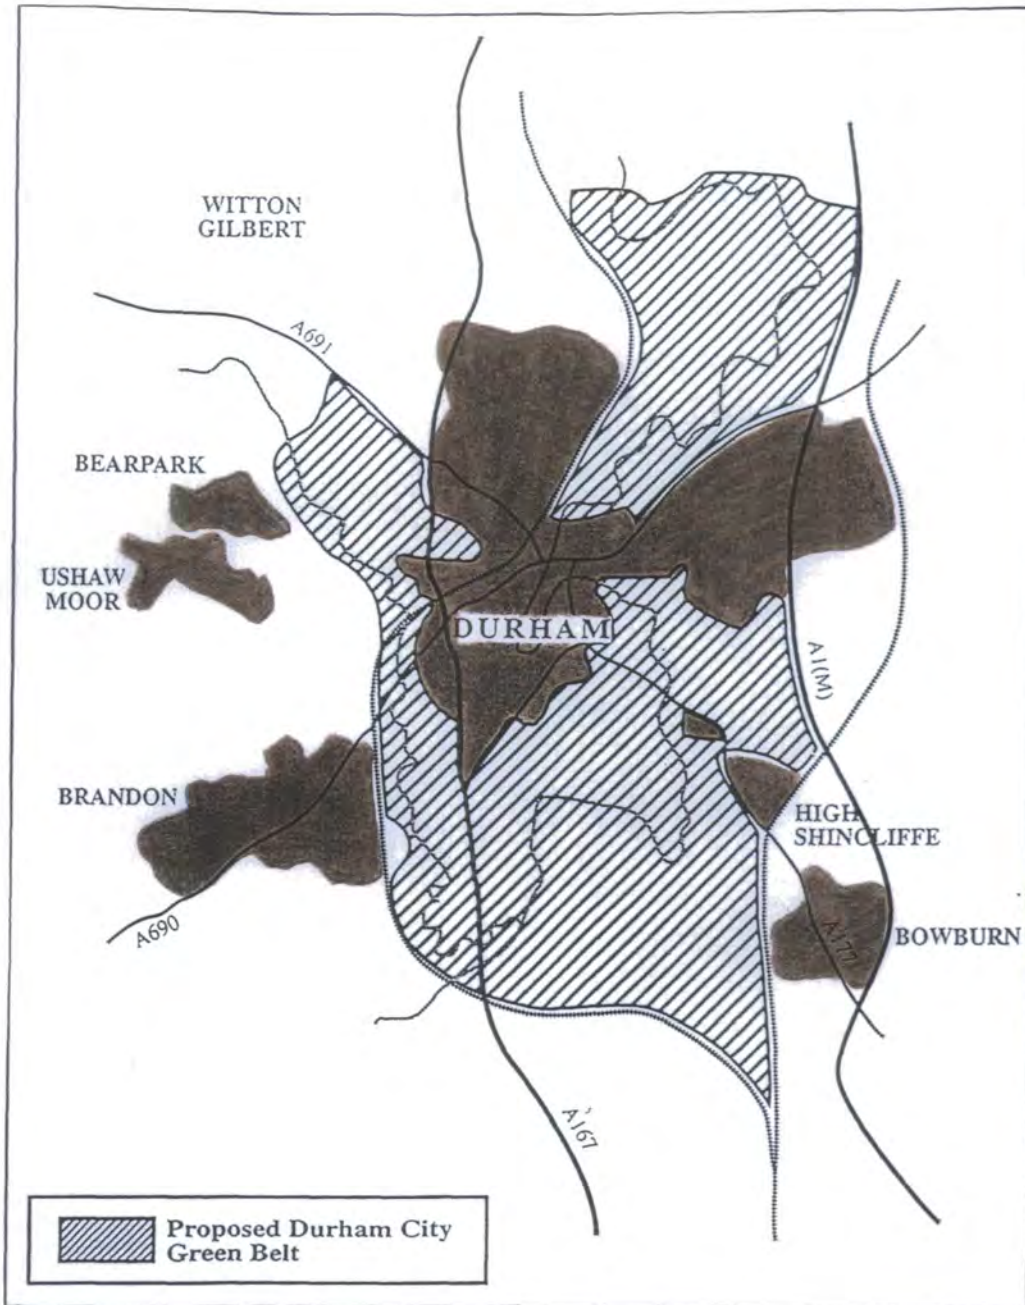 WITTON
GILBERT
A691
BEARPARK
USHAW
MOOR
DURHAM
A1(M)
BRANDON
HIGH
SHINCLIFFE
A690
A177
BOWBURN
A167
Proposed Durham City
Green Belt